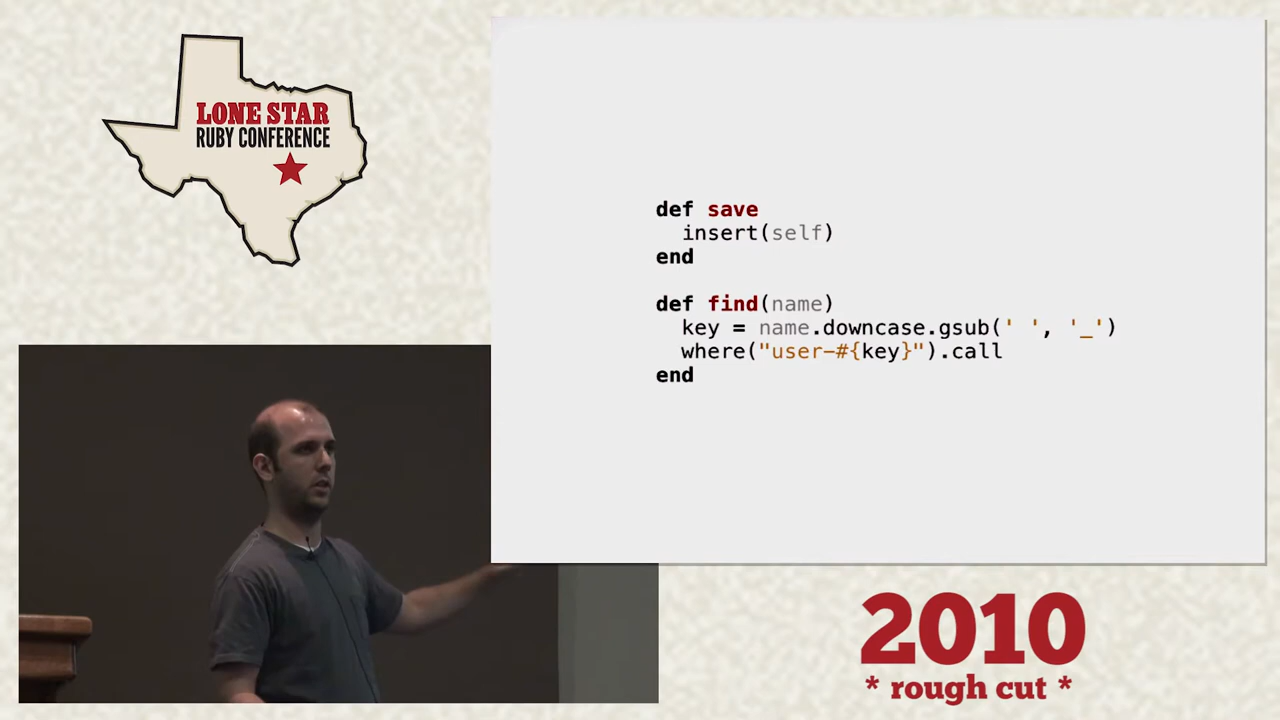 LONE STAR
RUBY CONFERENCE
def save
  insert(self)
end
def find(name)
  key = name.downcase.gsub(' ', '_')
  where("user-#{key}").call
end
2010
* rough cut *